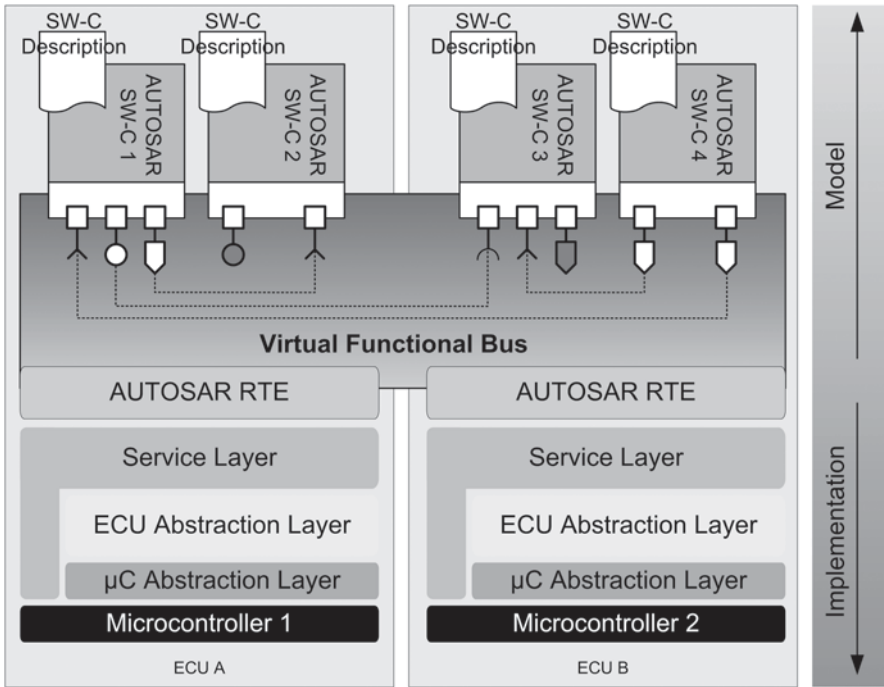 SW-C
Description
SW-C
Description
SW-C
Description
SW-C
Description
AUTOSAR
SW-C 1
AUTOSAR
SW-C 2
AUTOSAR
SW-C 3
AUTOSAR
SW-C 4
Model
Virtual Functional Bus
AUTOSAR RTE
AUTOSAR RTE
Service Layer
Service Layer
ECU Abstraction Layer
ECU Abstraction Layer
µC Abstraction Layer
µC Abstraction Layer
Implementation
Microcontroller 1
Microcontroller 2
ECU A
ECU B